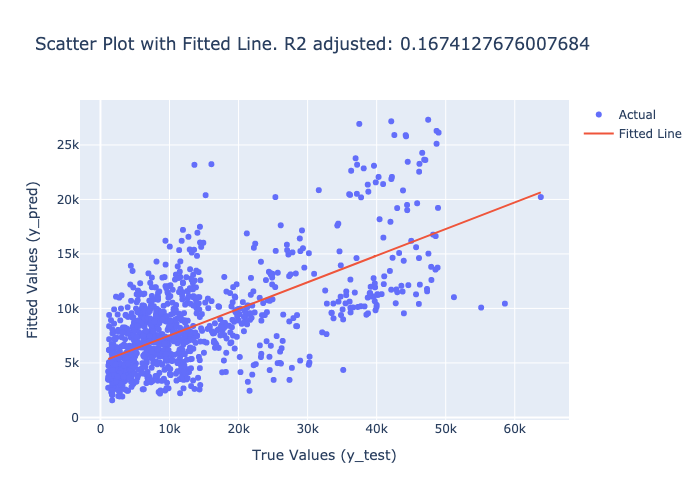 Scatter Plot with Fitted Line. R2 adjusted: 0.1674127676007684
Actual
Fitted Line
25k
20k
15k
10k
5k
0
Fitted Values (y_pred)
0
10k
20k
30k
40k
50k
60k
True Values (y_test)